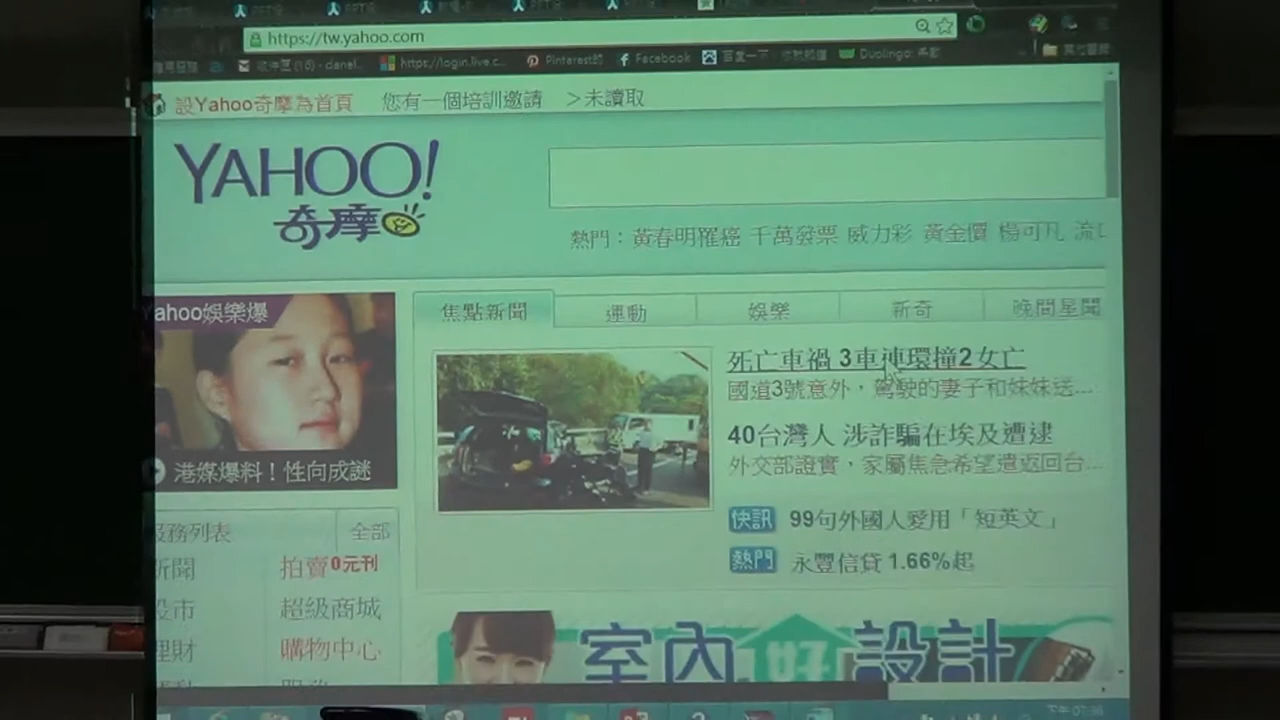 https://tw.yahoo.com
https://login.live.c...
Facebook
設Yahoo奇摩為首頁 您有一個培訓邀請 >未讀取
YAHOO!
奇摩
熱門：黃春明罹癌 千萬發票 威力彩 黃金價 楊可凡
Yahoo娛樂爆
港媒爆料！性向成謎
焦點新聞 運動 娛樂 新奇 晚間星聞
死亡車禍 3車連環撞2女亡
國道3號意外，駕駛的妻子和妹妹送...
40台灣人 涉詐騙在埃及遭逮
外交部證實，家屬焦急希望遣返回台...
快訊 99句外國人愛用「短英文」
熱門 永豐信貸 1.66%起
服務列表 全部
新聞 拍賣 0元刊
股市 超級商城
理財 購物中心
室內 好 設計